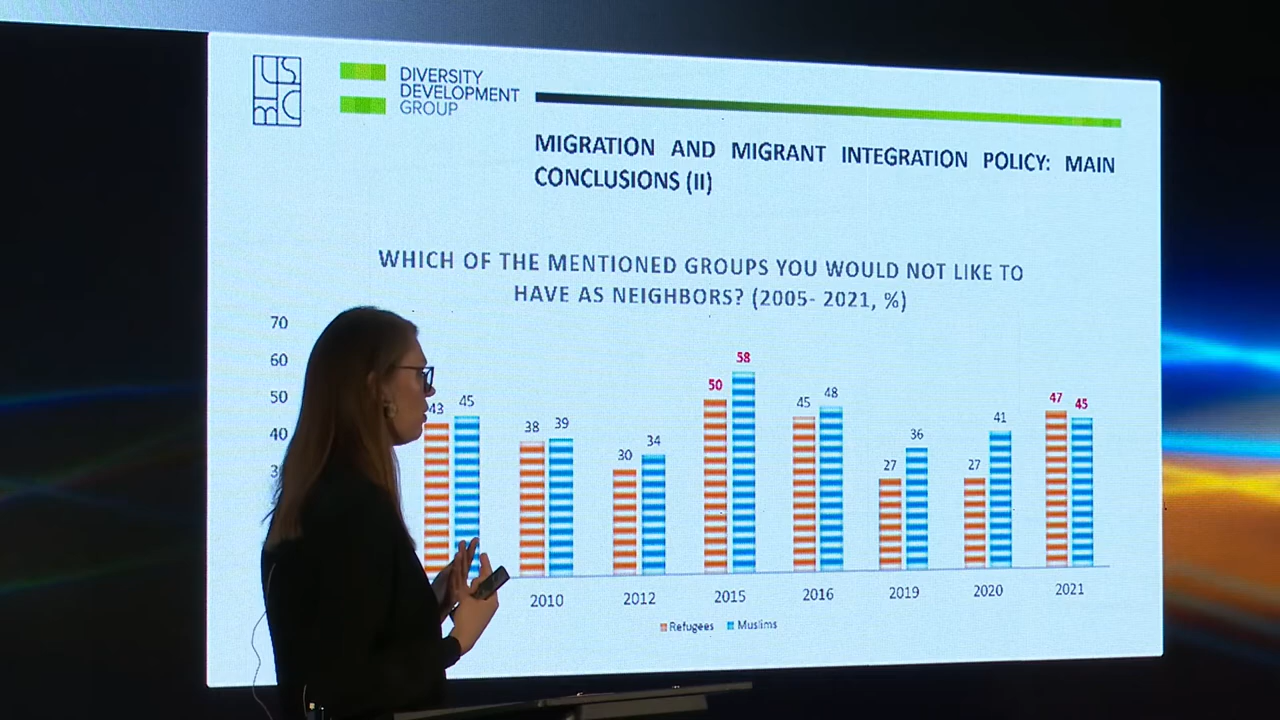 DIVERSITY
DEVELOPMENT
GROUP
MIGRATION AND MIGRANT INTEGRATION POLICY: MAIN
CONCLUSIONS (II)
WHICH OF THE MENTIONED GROUPS YOU WOULD NOT LIKE TO
HAVE AS NEIGHBORS? (2005- 2021, %)
70
60
50
40
43 45
38 39
30 34
50 58
45 48
27 36
27 41
47 45
2010 2012 2015 2016 2019 2020 2021
Refugees Muslims